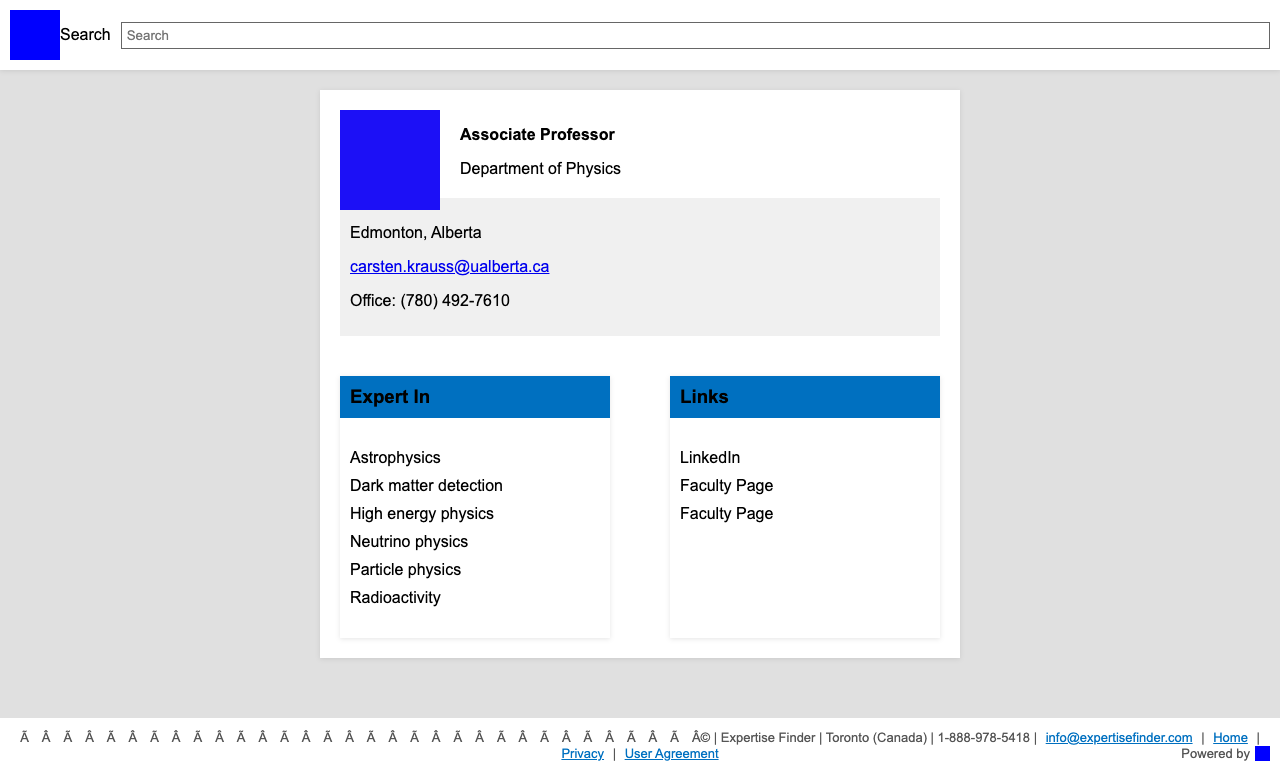 Search Search
Associate Professor
Department of Physics
Edmonton, Alberta
carsten.krauss@ualberta.ca
Office: (780) 492-7610
Expert In
Astrophysics
Dark matter detection
High energy physics
Neutrino physics
Particle physics
Radioactivity
Links
LinkedIn
Faculty Page
Faculty Page
Ã Â Ã Â Ã Â Ã Â Ã Â Ã Â Ã Â Ã Â Ã Â Ã Â Ã Â Ã Â Ã Â Ã Â Ã Â Ã Â© | Expertise Finder | Toronto (Canada) | 1-888-978-5418 | info@expertisefinder.com | Home |
Privacy | User Agreement Powered by